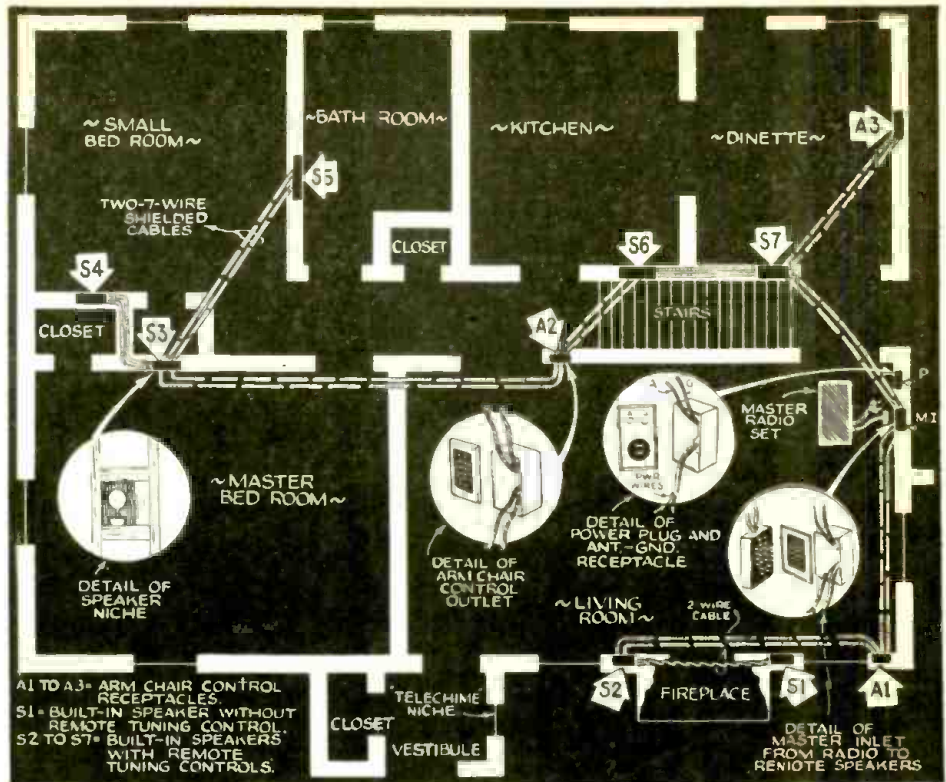 ~SMALL
BED ROOM~
~BATH ROOM~
~KITCHEN~
~DINETTE~
A3
S5
TWO-7-WIRE
SHIELDED
CABLES
CLOSET
S4
S6
S7
CLOSET
S3
A2
STAIRS
P
MASTER
RADIO
SET
M.I
A G
PWR
WIRES
~MASTER
BED ROOM~
DETAIL OF
SPEAKER
NICHE
DETAIL OF
ARM CHAIR
CONTROL
OUTLET
DETAIL OF
POWER PLUG AND
ANT.-GND.
RECEPTACLE
~LIVING
ROOM~
2-WIRE
CABLE
S2
FIREPLACE
S1
A1
A1 TO A3= ARM CHAIR CONTROL
RECEPTACLES.
S1= BUILT-IN SPEAKER WITHOUT
REMOTE TUNING CONTROL.
S2 TO S7= BUILT-IN SPEAKERS
WITH REMOTE
TUNING CONTROLS.
CLOSET
TELECHIME
NICHE
VESTIBULE
DETAIL OF
MASTER INLET
FROM RADIO TO
REMOTE SPEAKERS